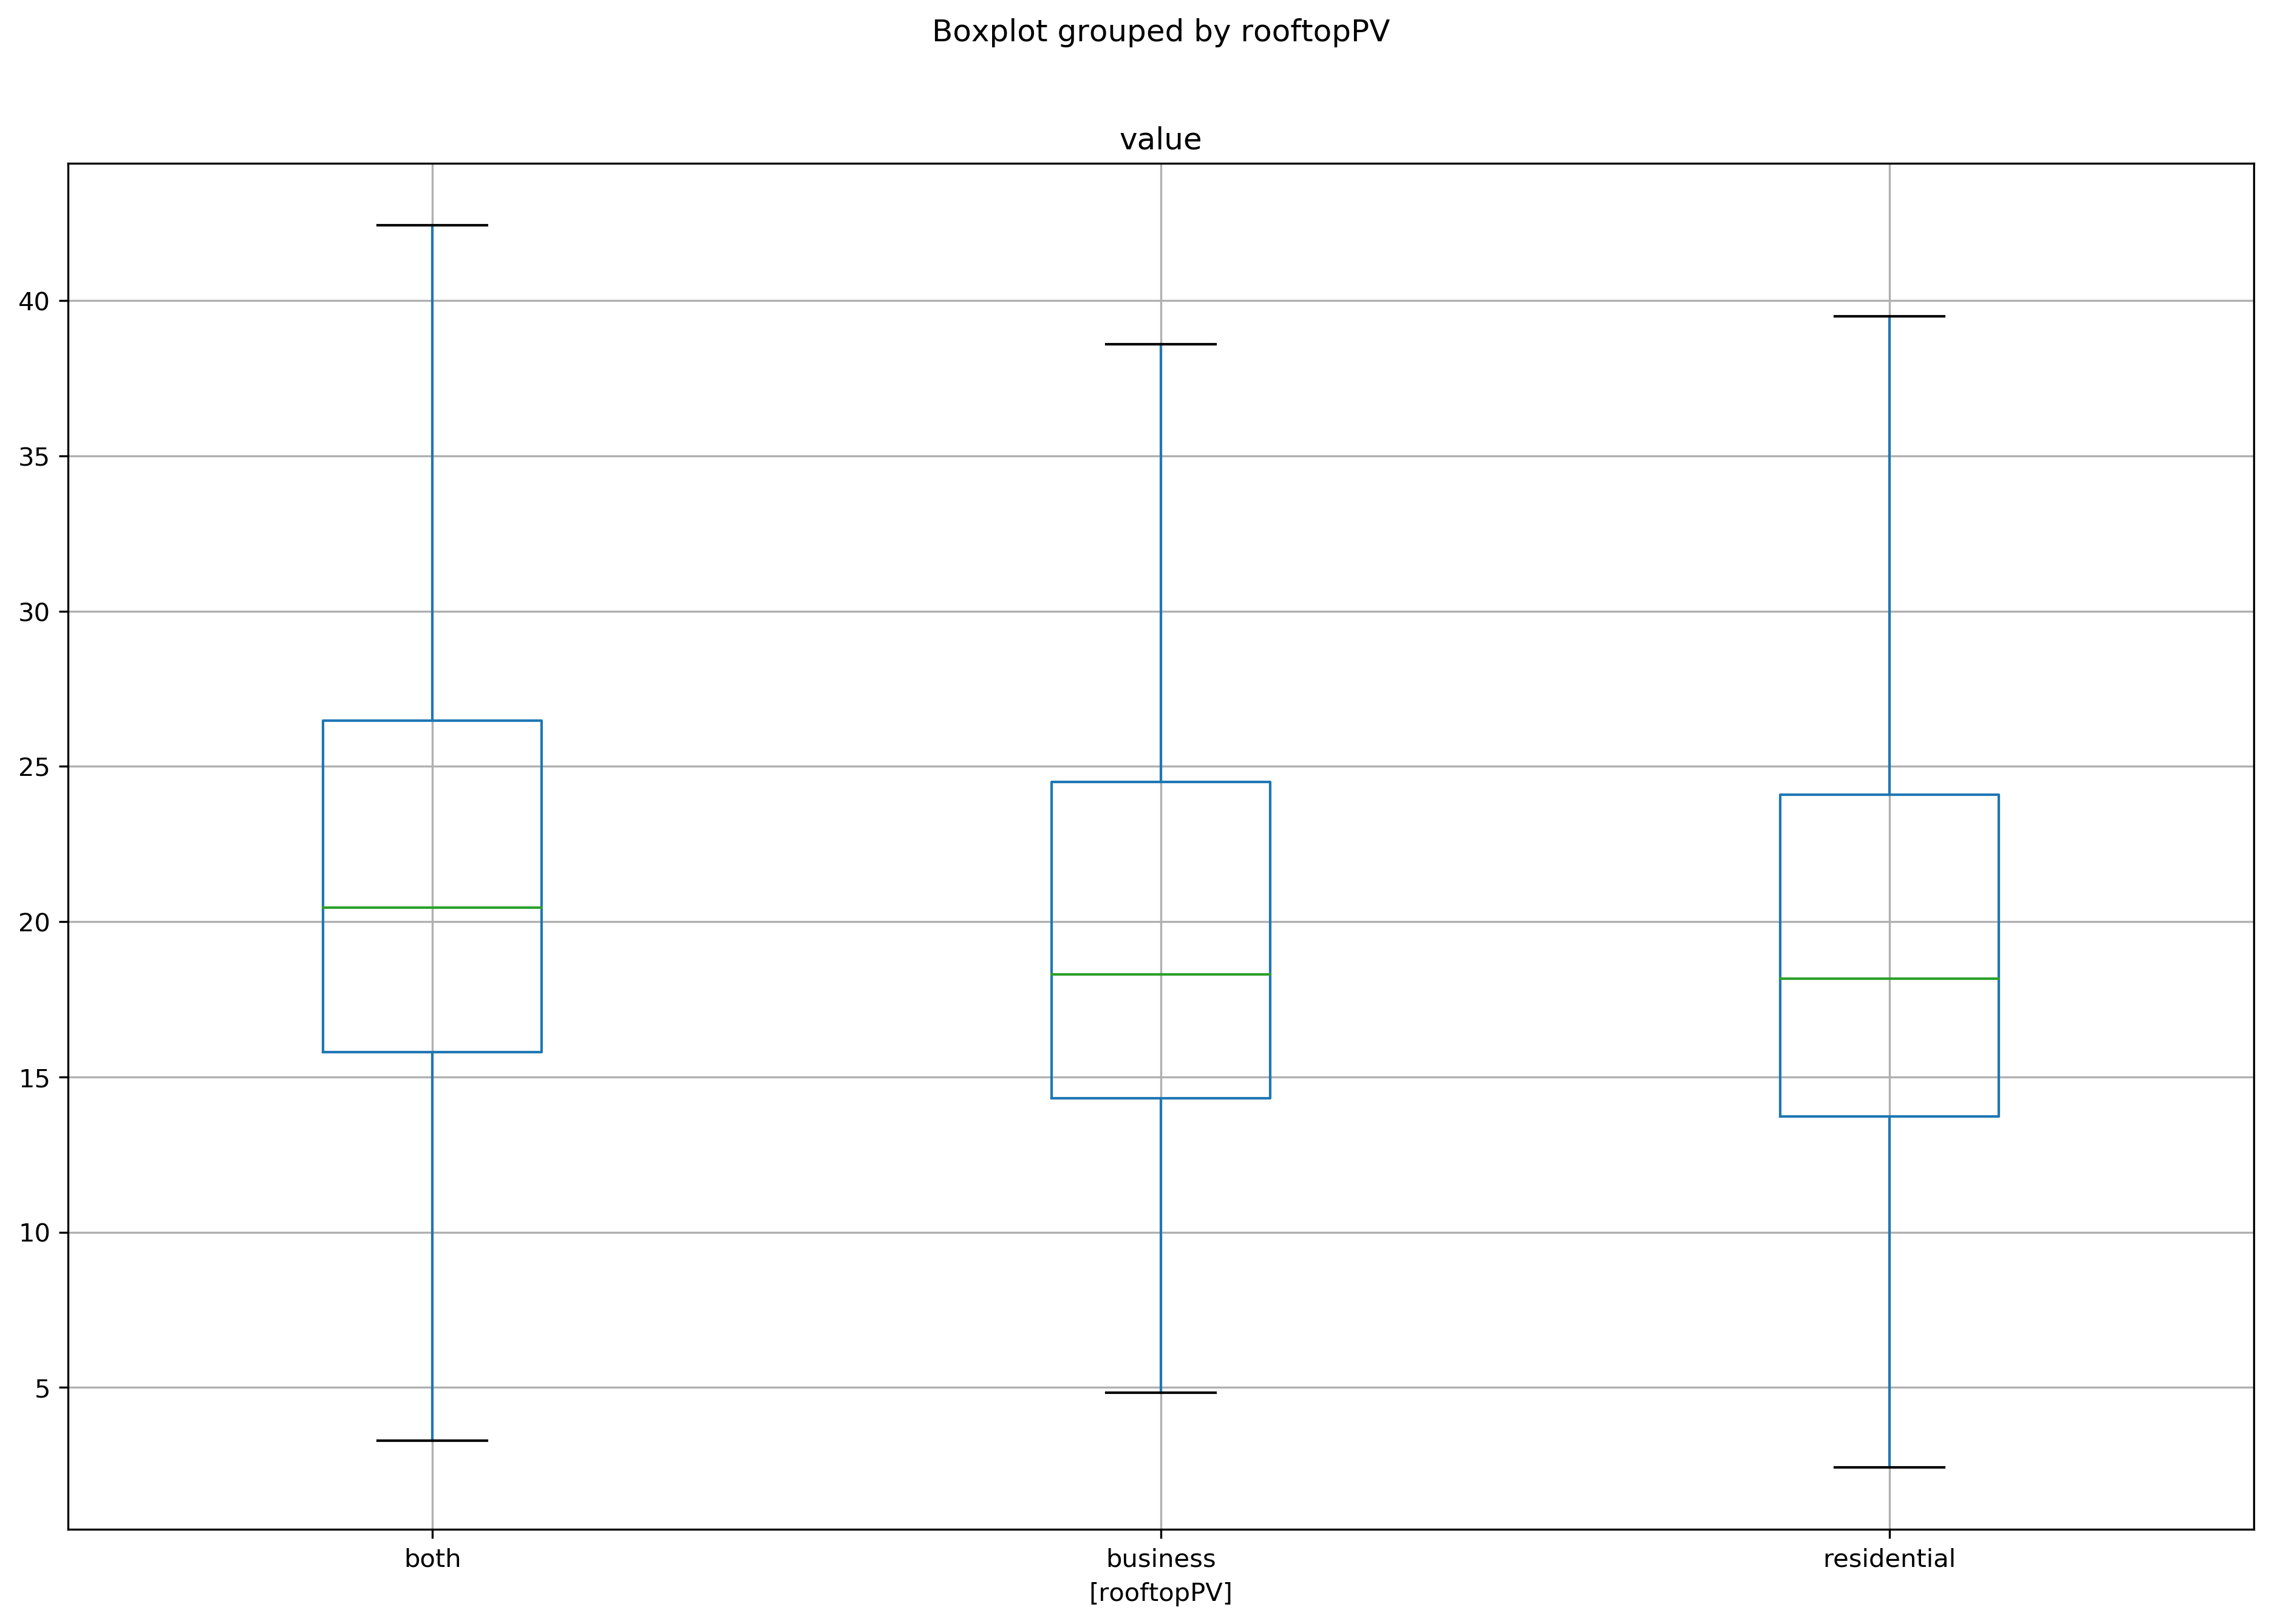 Boxplot grouped by rooftopPV
value
40
35
30
25
20
15
10
5
both business residential
[rooftopPV]